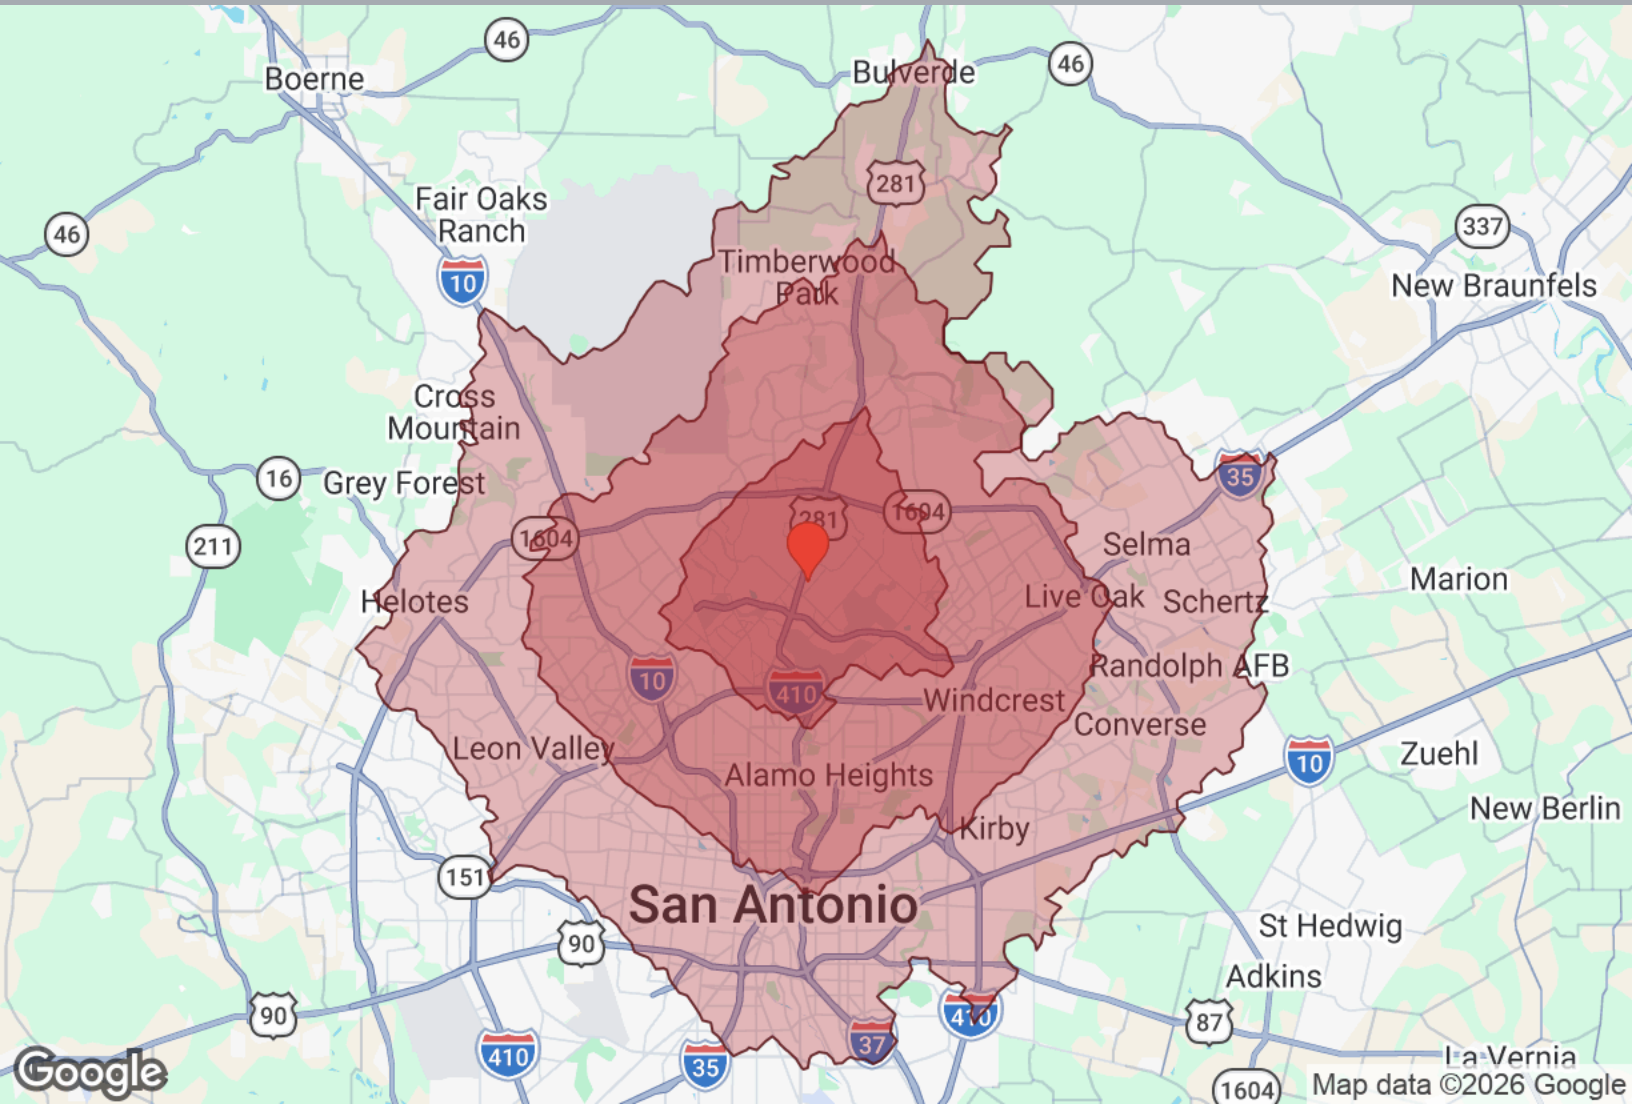 46
Boerne
Bulverde
46
281
Fair Oaks
Ranch
46
337
10
Timberwood
Park
New Braunfels
Cross
Mountain
16
Grey Forest
35
281
1604
1604
211
Selma
Marion
Helotes
Live Oak
Schertz
Randolph AFB
10
410
Windcrest
Converse
Leon Valley
Alamo Heights
10
Zuehl
New Berlin
Kirby
151
San Antonio
90
St Hedwig
Adkins
90
410
87
37
410
35
La Vernia
Google
1604
Map data ©2026 Google